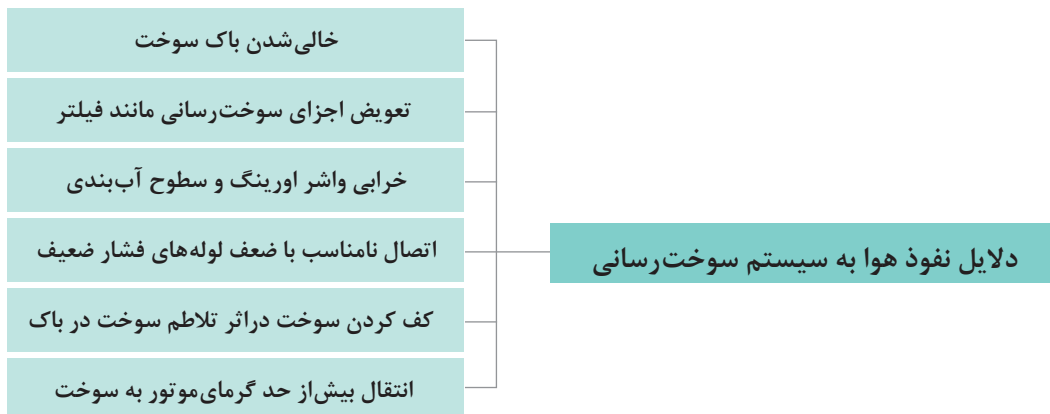 دلایل نفوذ هوا به سیستم سوخت‌رسانی
خالی‌شدن باک سوخت
تعویض اجزای سوخت‌رسانی مانند فیلتر
خرابی واشر اورینگ و سطوح آب‌بندی
اتصال نامناسب با ضعف لوله‌های فشار ضعیف
کف کردن سوخت دراثر تلاطم سوخت در باک
انتقال بیش‌از حد گرمای‌موتور به سوخت